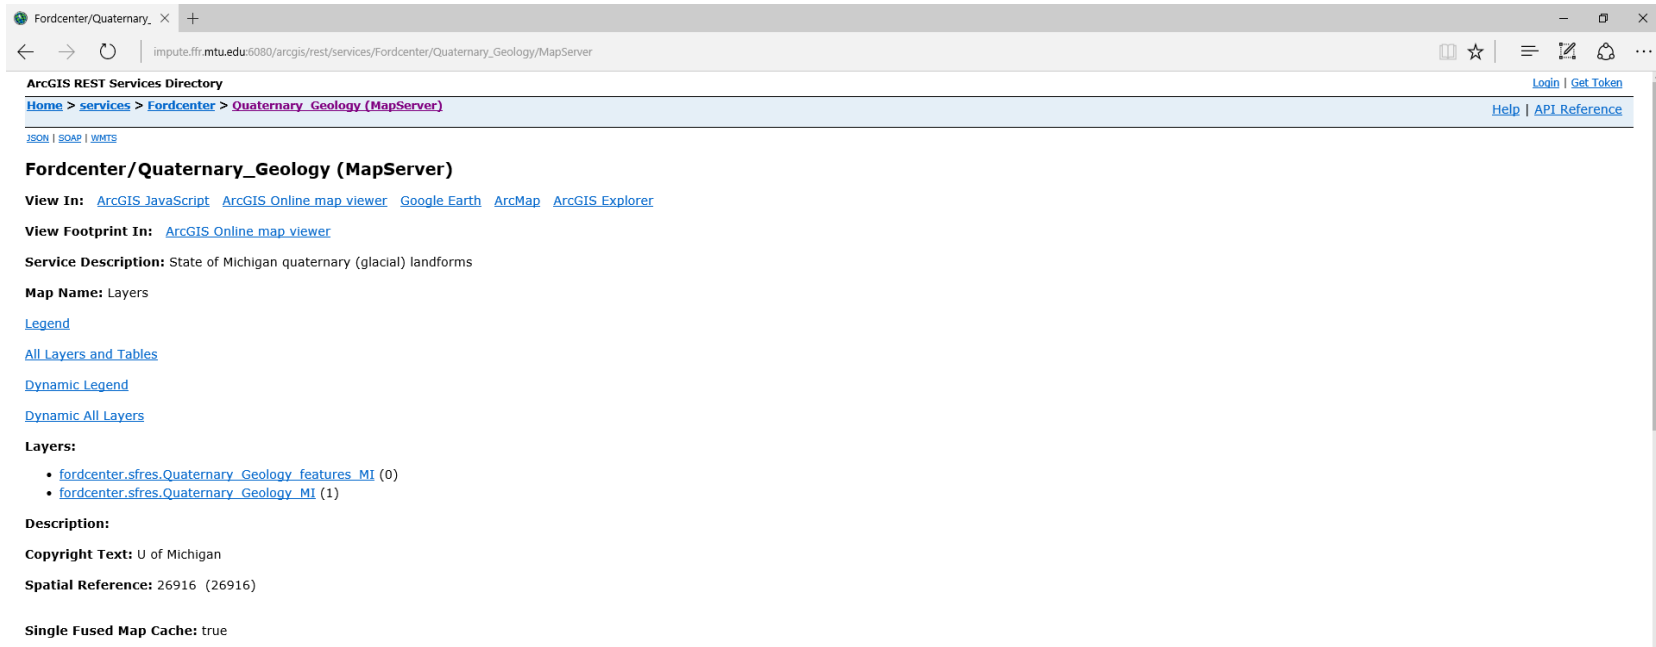 Fordcenter/Quaternary_
impute.ffr.mtu.edu:6080/arcgis/rest/services/Fordcenter/Quaternary_Geology/MapServer
ArcGIS REST Services Directory
Login | Get Token
Home > services > Fordcenter > Quaternary_Geology (MapServer)
Help | API Reference
JSON | SOAP | WMTS
Fordcenter/Quaternary_Geology (MapServer)
View In: ArcGIS JavaScript ArcGIS Online map viewer Google Earth ArcMap ArcGIS Explorer
View Footprint In: ArcGIS Online map viewer
Service Description: State of Michigan quaternary (glacial) landforms
Map Name: Layers
Legend
All Layers and Tables
Dynamic Legend
Dynamic All Layers
Layers:
• fordcenter.sfres.Quaternary_Geology_features_MI (0)
• fordcenter.sfres.Quaternary_Geology_MI (1)
Description:
Copyright Text: U of Michigan
Spatial Reference: 26916 (26916)
Single Fused Map Cache: true